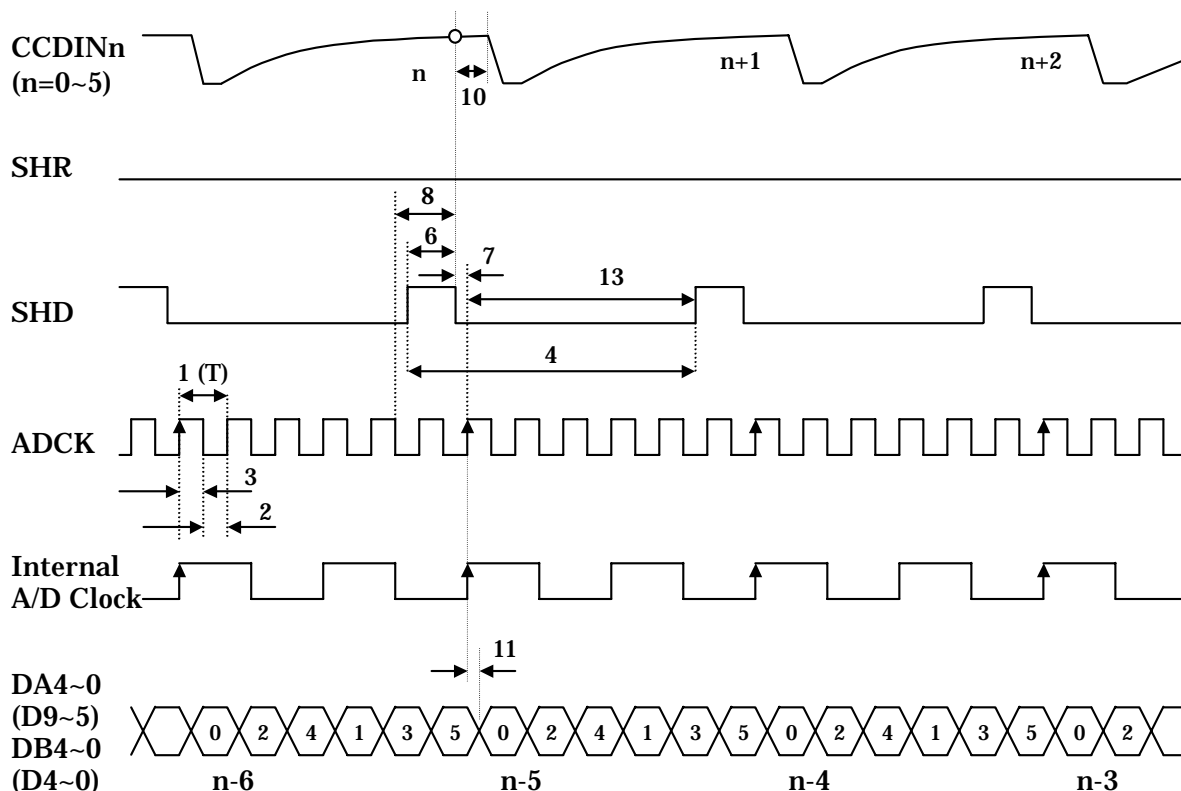 CCDINn
(n=0~5)
n
10
n+1
n+2
SHR
8
6
7
13
SHD
4
1 (T)
ADCK
3
2
Internal
A/D Clock
11
DA4~0
(D9~5)
DB4~0
(D4~0)
0 2 4 1 3 5 0 2 4 1 3 5 0 2 4 1 3 5 0 2
n-6 n-5 n-4 n-3